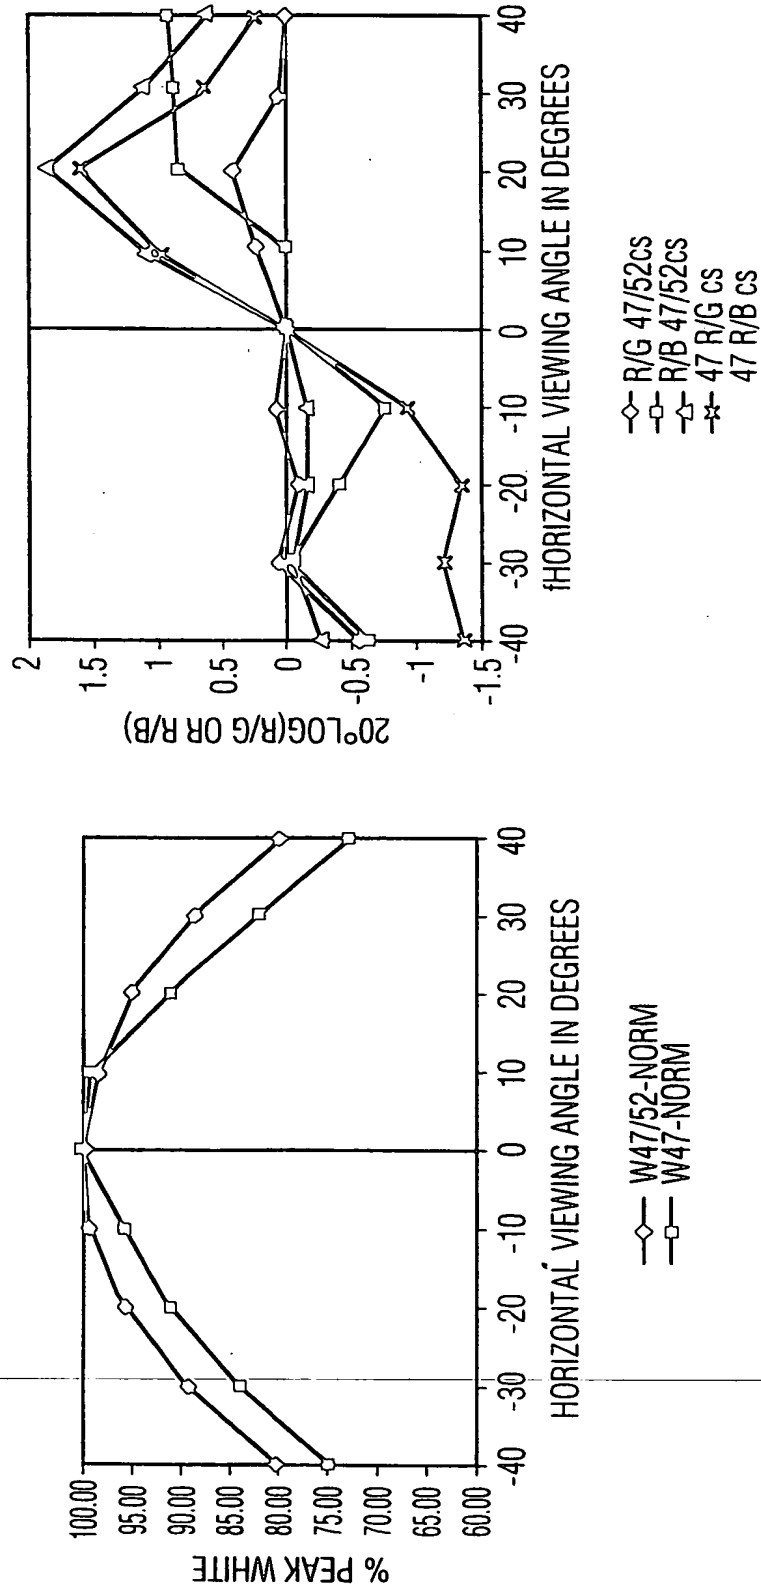 % PEAK WHITE
100.00
95.00
90.00
85.00
80.00
75.00
70.00
65.00
60.00
-40 -30 -20 -10 0 10 20 30 40
HORIZONTAL VIEWING ANGLE IN DEGREES
W47/52-NORM
W47-NORM
20°LOG(R/G OR R/B)
2
1.5
1
0.5
0
-0.5
-1
-1.5
-40 -30 -20 -10 0 10 20 30 40
fHORIZONTAL VIEWING ANGLE IN DEGREES
R/G 47/52cs
R/B 47/52cs
47 R/G cs
47 R/B cs